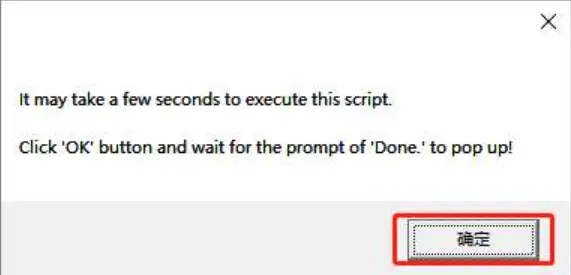 It may take a few seconds to execute this script.
Click 'OK' button and wait for the prompt of 'Done.' to pop up!
确定